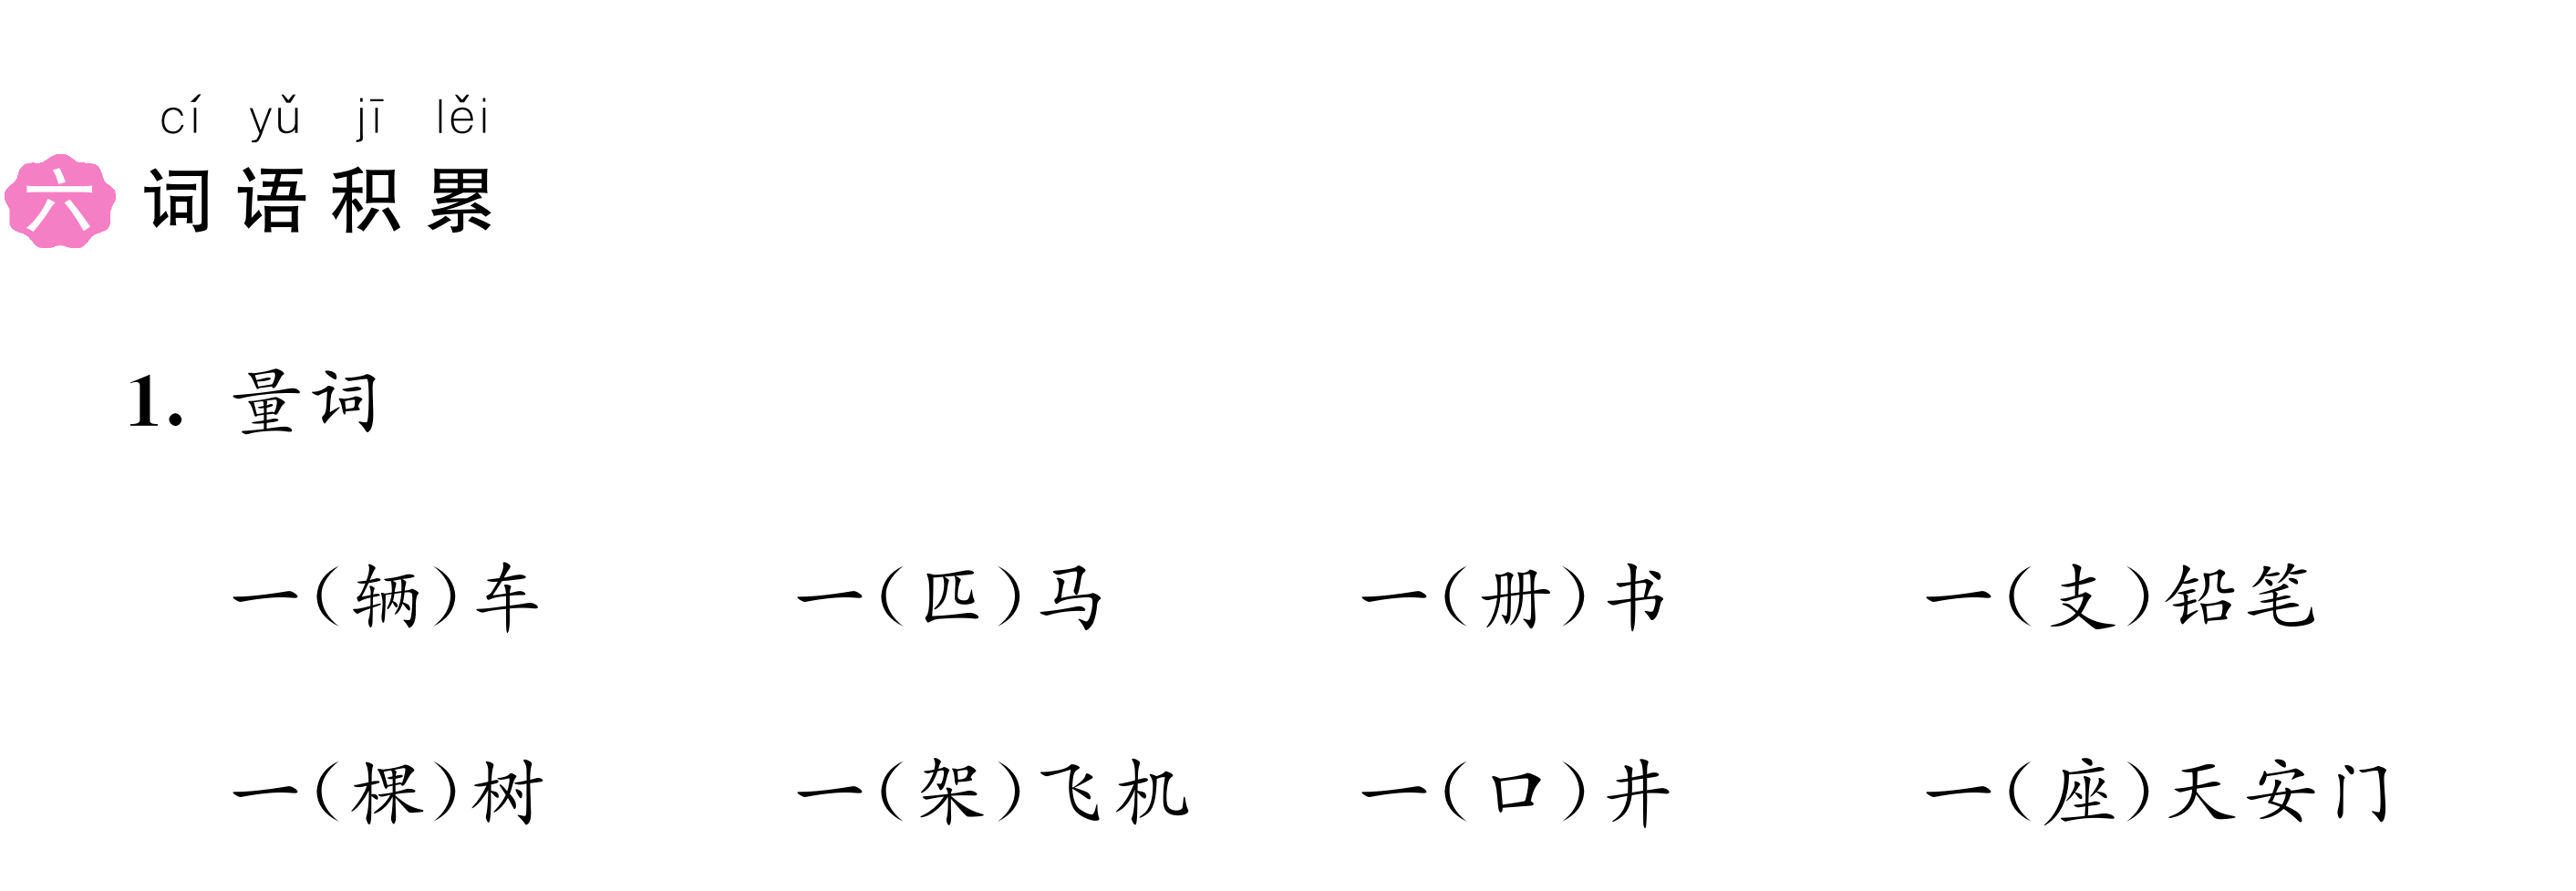 cí yǔ jī lěi
六 词语积累
1. 量词
一（辆）车 一（匹）马 一（册）书 一（支）铅笔
一（棵）树 一（架）飞机 一（口）井 一（座）天安门